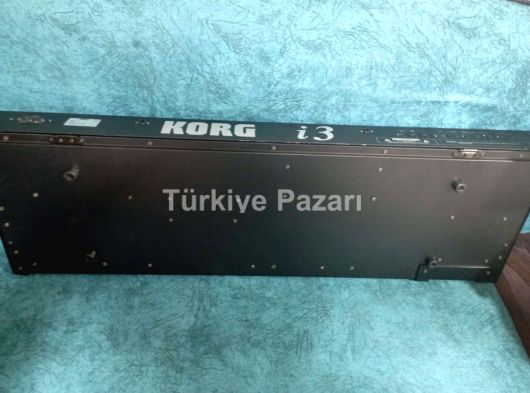 KORG i3
Türkiye Pazarı